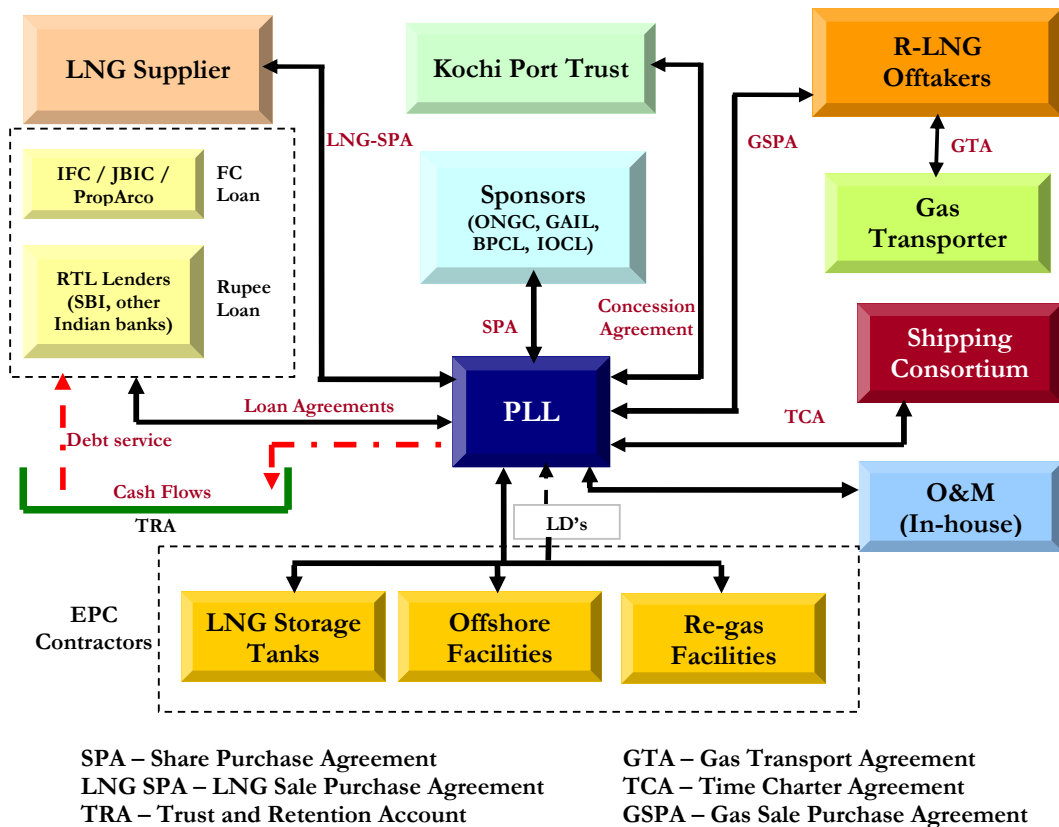 LNG Supplier
Kochi Port Trust
R-LNG
Offtakers
LNG-SPA
GSPA
GTA
IFC / JBIC /
PropArco
FC
Loan
Sponsors
(ONGC, GAIL,
BPCL, IOCL)
Gas
Transporter
RTL Lenders
(SBI, other
Indian banks)
Rupee
Loan
SPA
Concession
Agreement
Shipping
Consortium
PLL
Loan Agreements
TCA
Debt service
Cash Flows
TRA
LD's
O&M
(In-house)
EPC
Contractors
LNG Storage
Tanks
Offshore
Facilities
Re-gas
Facilities
SPA – Share Purchase Agreement
LNG SPA – LNG Sale Purchase Agreement
TRA – Trust and Retention Account
GTA – Gas Transport Agreement
TCA – Time Charter Agreement
GSPA – Gas Sale Purchase Agreement